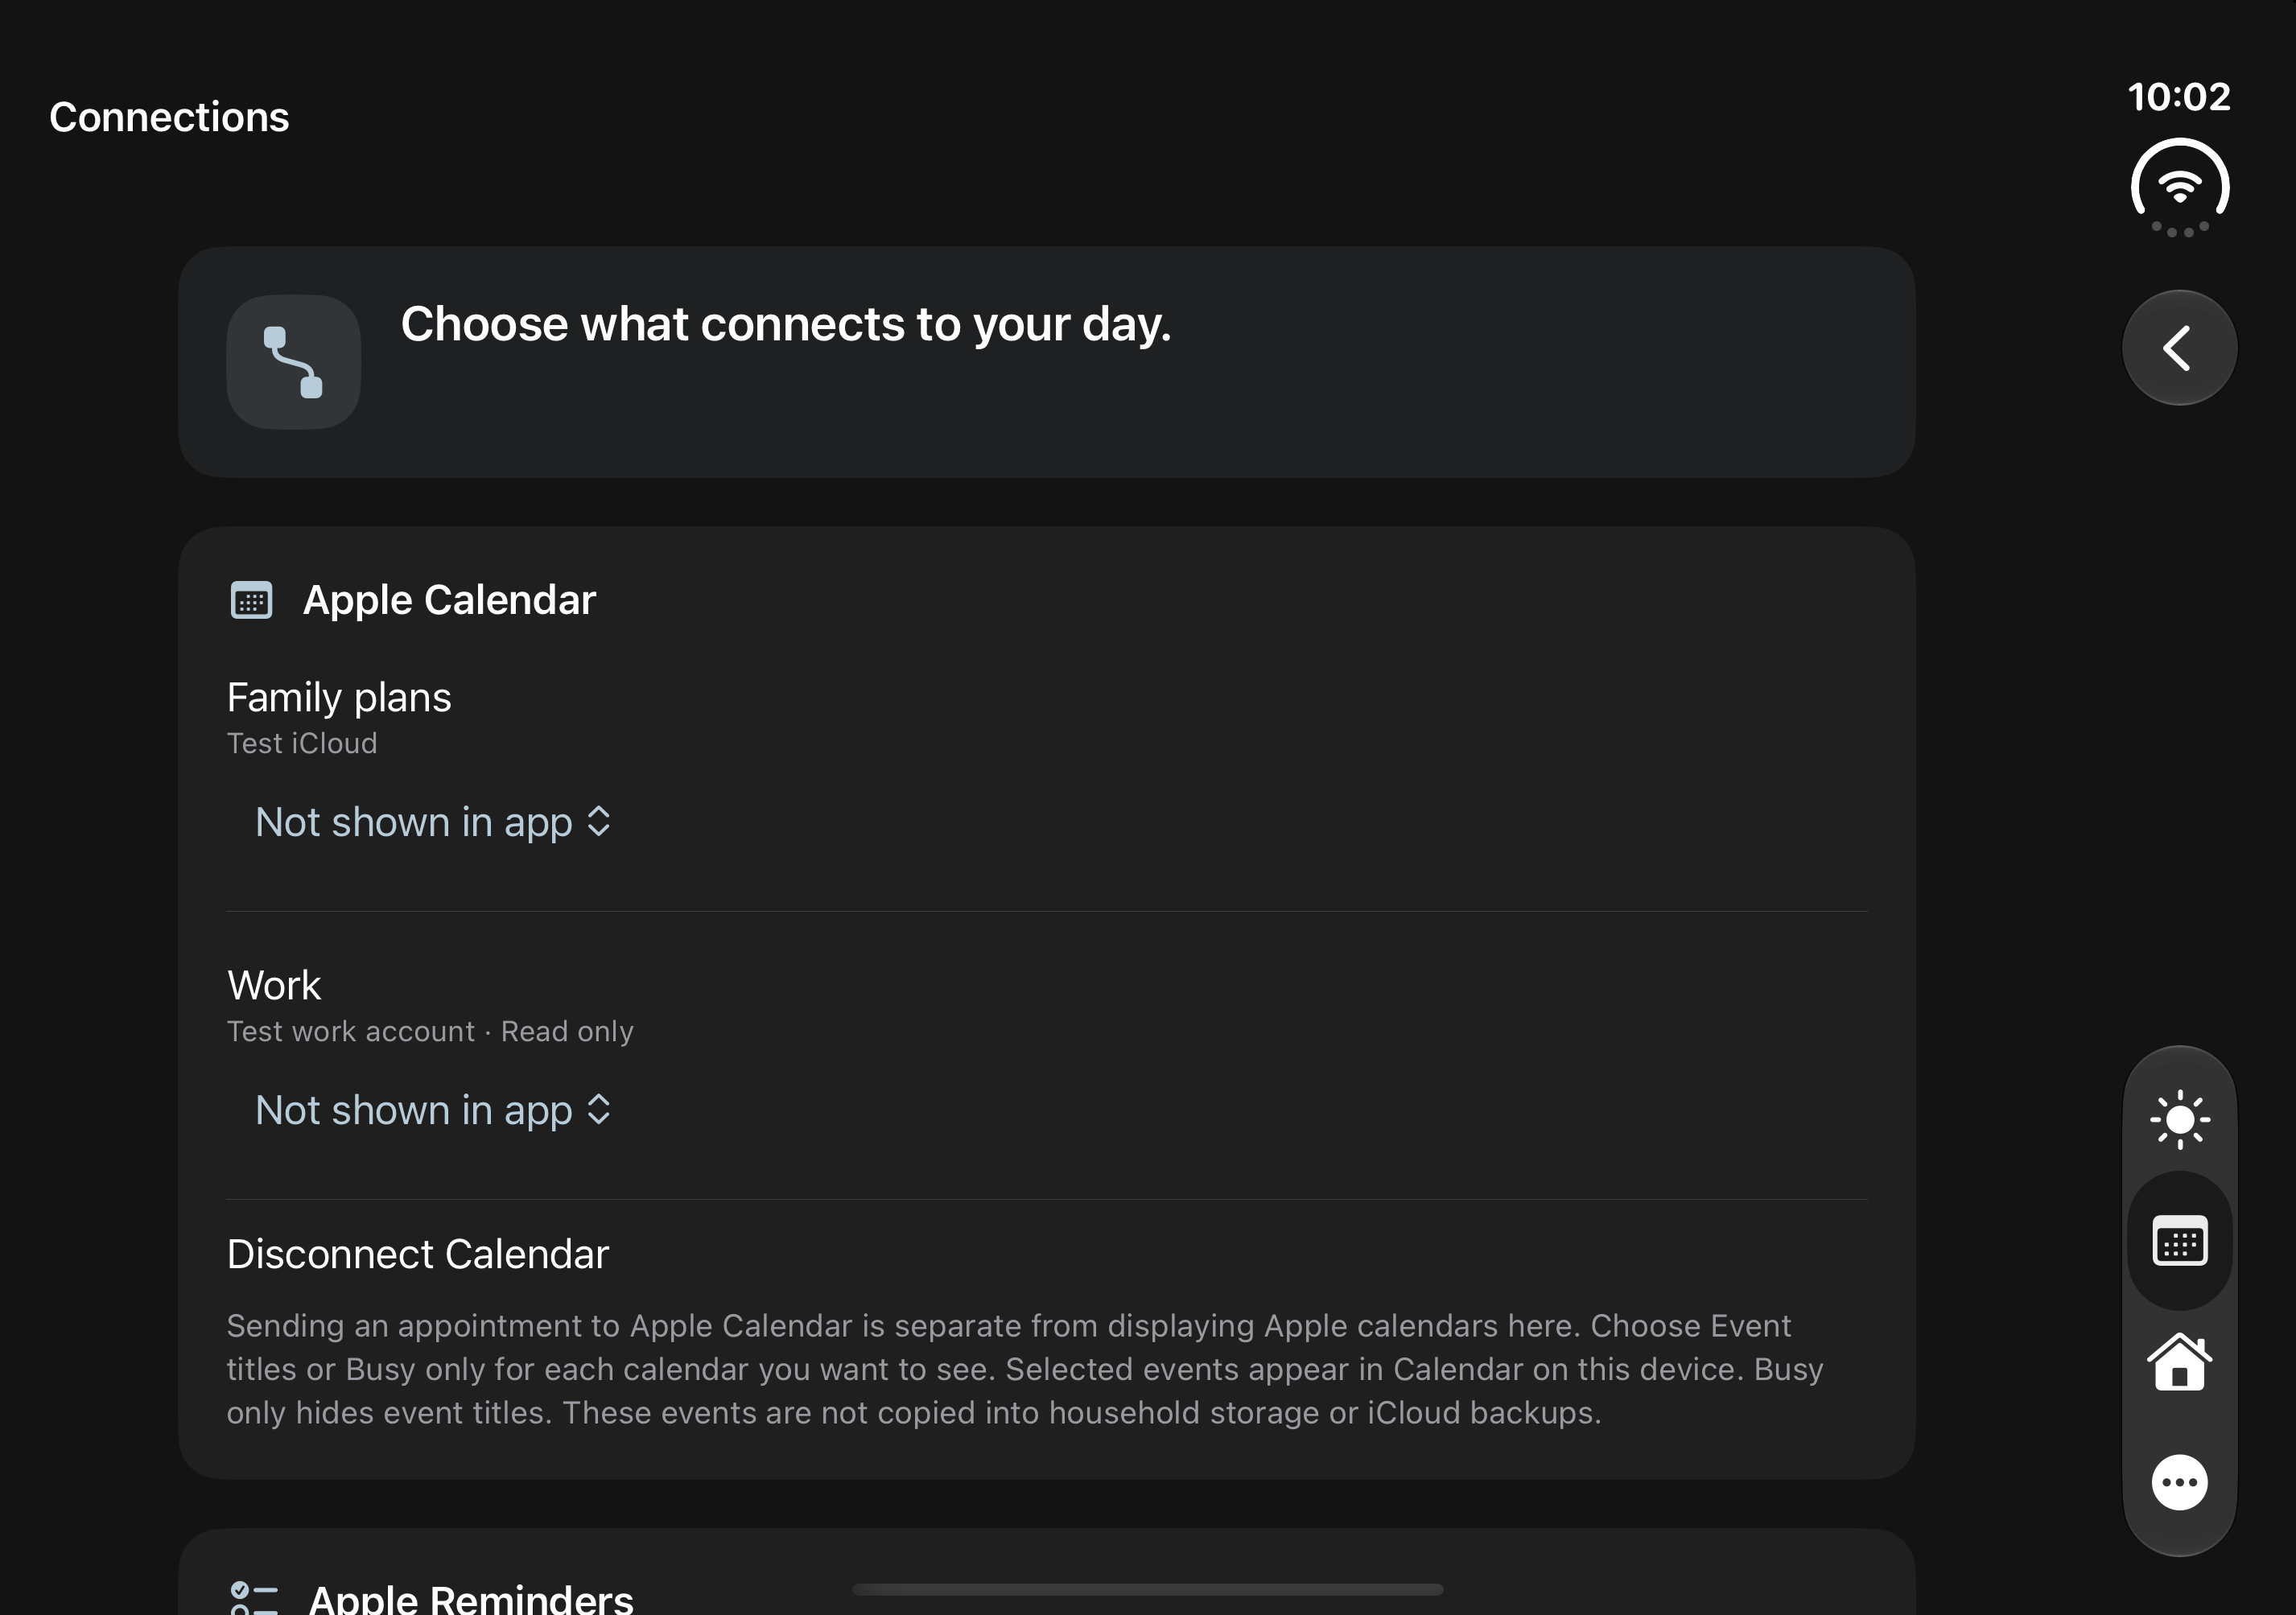 Connections
10:02
Choose what connects to your day.
Apple Calendar
Family plans
Test iCloud
Not shown in app
Work
Test work account · Read only
Not shown in app
Disconnect Calendar
Sending an appointment to Apple Calendar is separate from displaying Apple calendars here. Choose Event
titles or Busy only for each calendar you want to see. Selected events appear in Calendar on this device. Busy
only hides event titles. These events are not copied into household storage or iCloud backups.
Apple Reminders